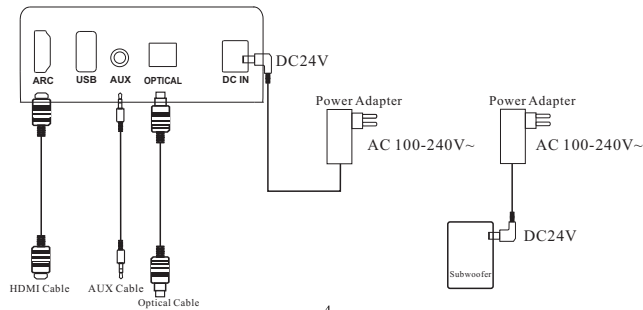 ARC USB AUX OPTICAL DC IN
DC24V
Power Adapter
AC 100-240V~
Power Adapter
AC 100-240V~
DC24V
Subwoofer
HDMI Cable AUX Cable Optical Cable